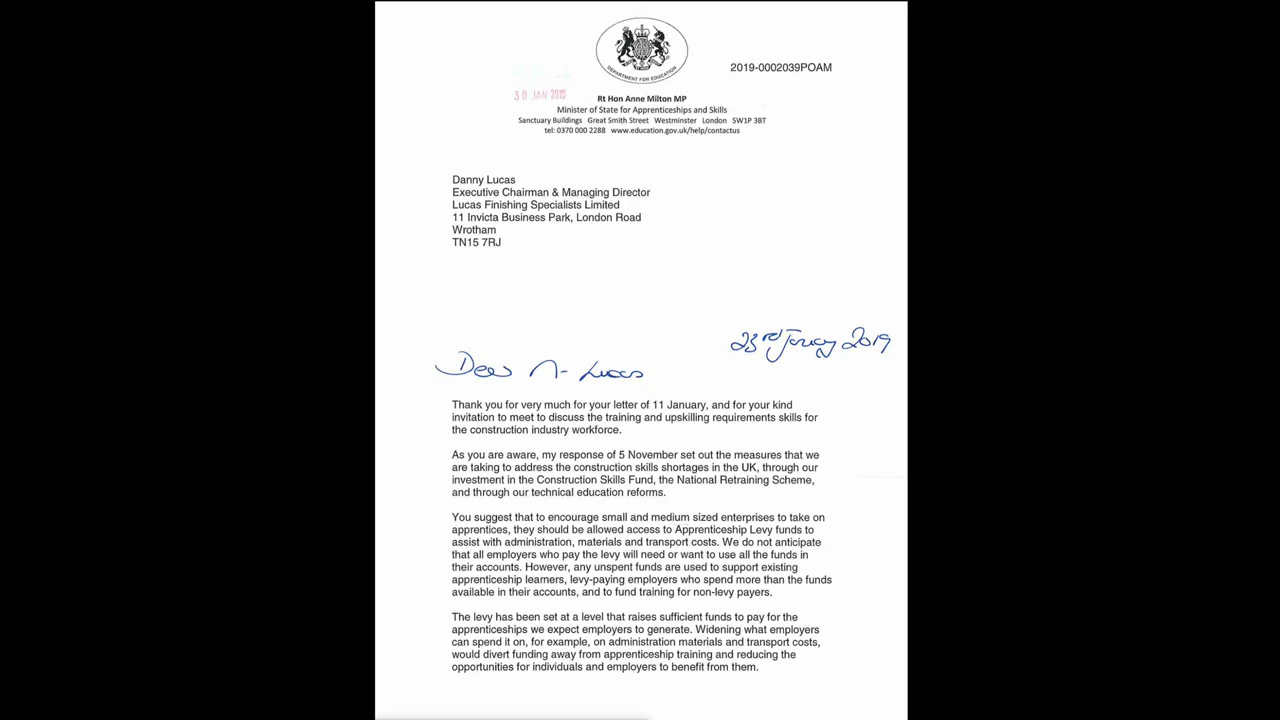 DEPARTMENT FOR EDUCATION
2019-0002039POAM
30 JAN 2019
Rt Hon Anne Milton MP
Minister of State for Apprenticeships and Skills
Sanctuary Buildings Great Smith Street Westminster London SW1P 3BT
tel: 0370 000 2288 www.education.gov.uk/help/contactus
Danny Lucas
Executive Chairman & Managing Director
Lucas Finishing Specialists Limited
11 Invicta Business Park, London Road
Wrotham
TN15 7RJ
23rd January 2019
Dear Mr Lucas
Thank you for very much for your letter of 11 January, and for your kind
invitation to meet to discuss the training and upskilling requirements skills for
the construction industry workforce.
As you are aware, my response of 5 November set out the measures that we
are taking to address the construction skills shortages in the UK, through our
investment in the Construction Skills Fund, the National Retraining Scheme,
and through our technical education reforms.
You suggest that to encourage small and medium sized enterprises to take on
apprentices, they should be allowed access to Apprenticeship Levy funds to
assist with administration, materials and transport costs. We do not anticipate
that all employers who pay the levy will need or want to use all the funds in
their accounts. However, any unspent funds are used to support existing
apprenticeship learners, levy-paying employers who spend more than the funds
available in their accounts, and to fund training for non-levy payers.
The levy has been set at a level that raises sufficient funds to pay for the
apprenticeships we expect employers to generate. Widening what employers
can spend it on, for example, on administration materials and transport costs,
would divert funding away from apprenticeship training and reducing the
opportunities for individuals and employers to benefit from them.